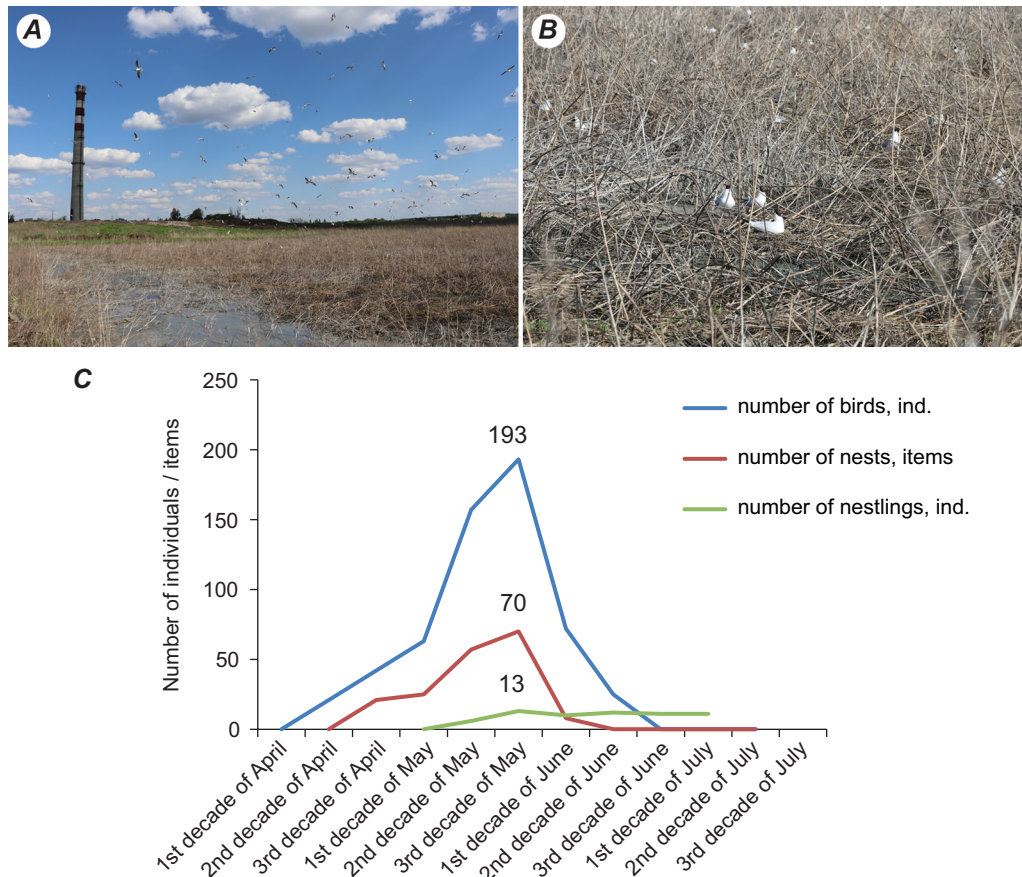 A
B
C
250
200
150
100
50
0
Number of individuals / items
193
70
13
number of birds, ind.
number of nests, items
number of nestlings, ind.
1st decade of April
2nd decade of April
3rd decade of April
1st decade of May
2nd decade of May
3rd decade of May
1st decade of June
2nd decade of June
3rd decade of June
1st decade of July
2nd decade of July
3rd decade of July